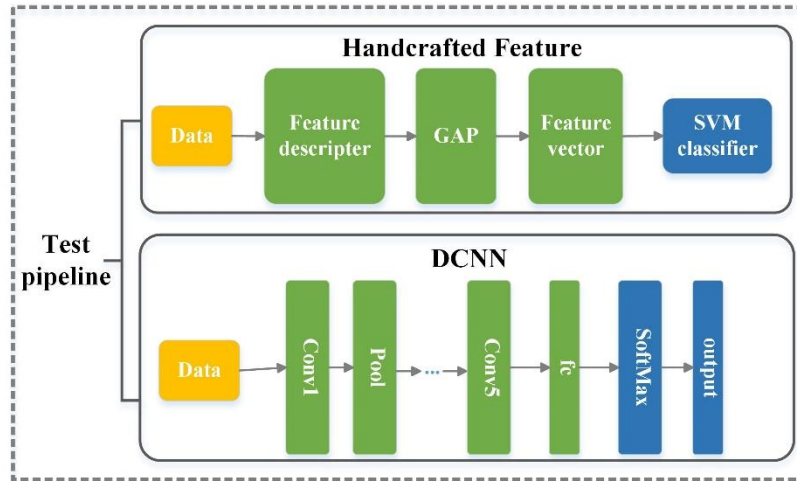 Handcrafted Feature
Data
Feature
descripter
GAP
Feature
vector
SVM
classifier
Test
pipeline
DCNN
Data
Conv1
Pool
...
Conv5
fc
SoftMax
output